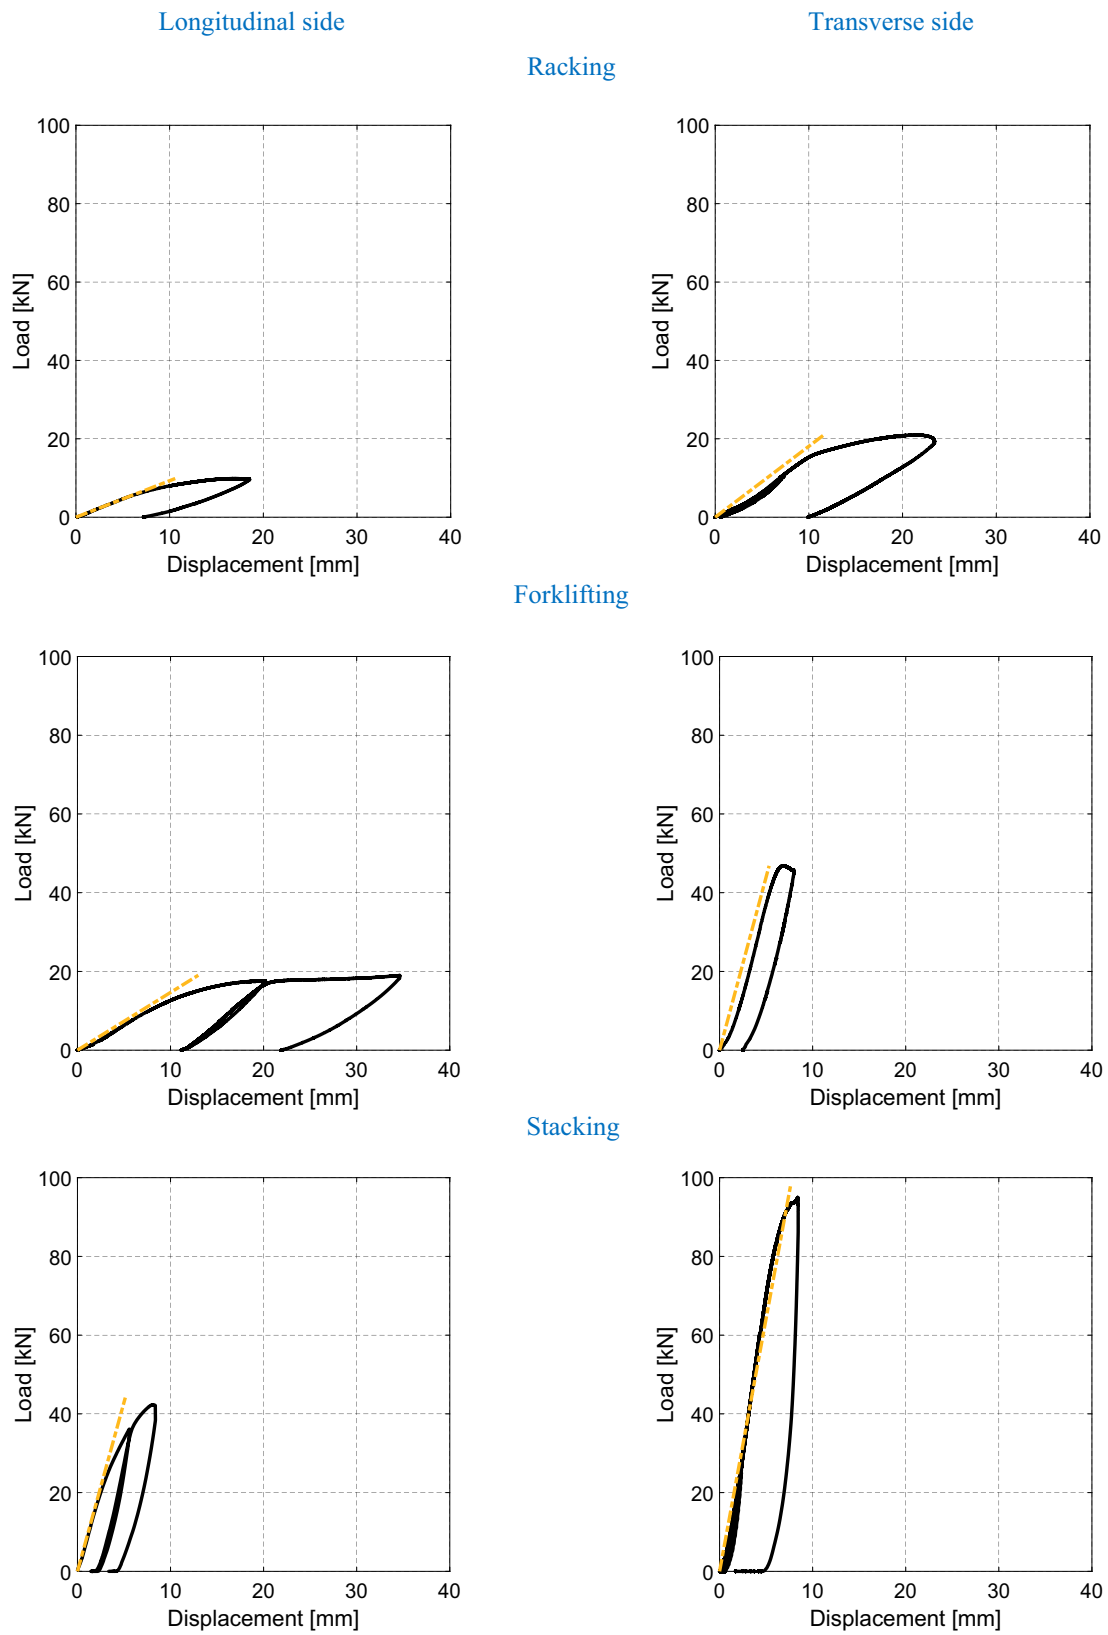 Longitudinal side Transverse side
Racking
100 100
80 80
60 60
Load [kN] Load [kN]
40 40
20 20
0 0
0 10 20 30 40 0 10 20 30 40
Displacement [mm] Displacement [mm]
Forklifting
100 100
80 80
60 60
Load [kN] Load [kN]
40 40
20 20
0 0
0 10 20 30 40 0 10 20 30 40
Displacement [mm] Displacement [mm]
Stacking
100 100
80 80
60 60
Load [kN] Load [kN]
40 40
20 20
0 0
0 10 20 30 40 0 10 20 30 40
Displacement [mm] Displacement [mm]